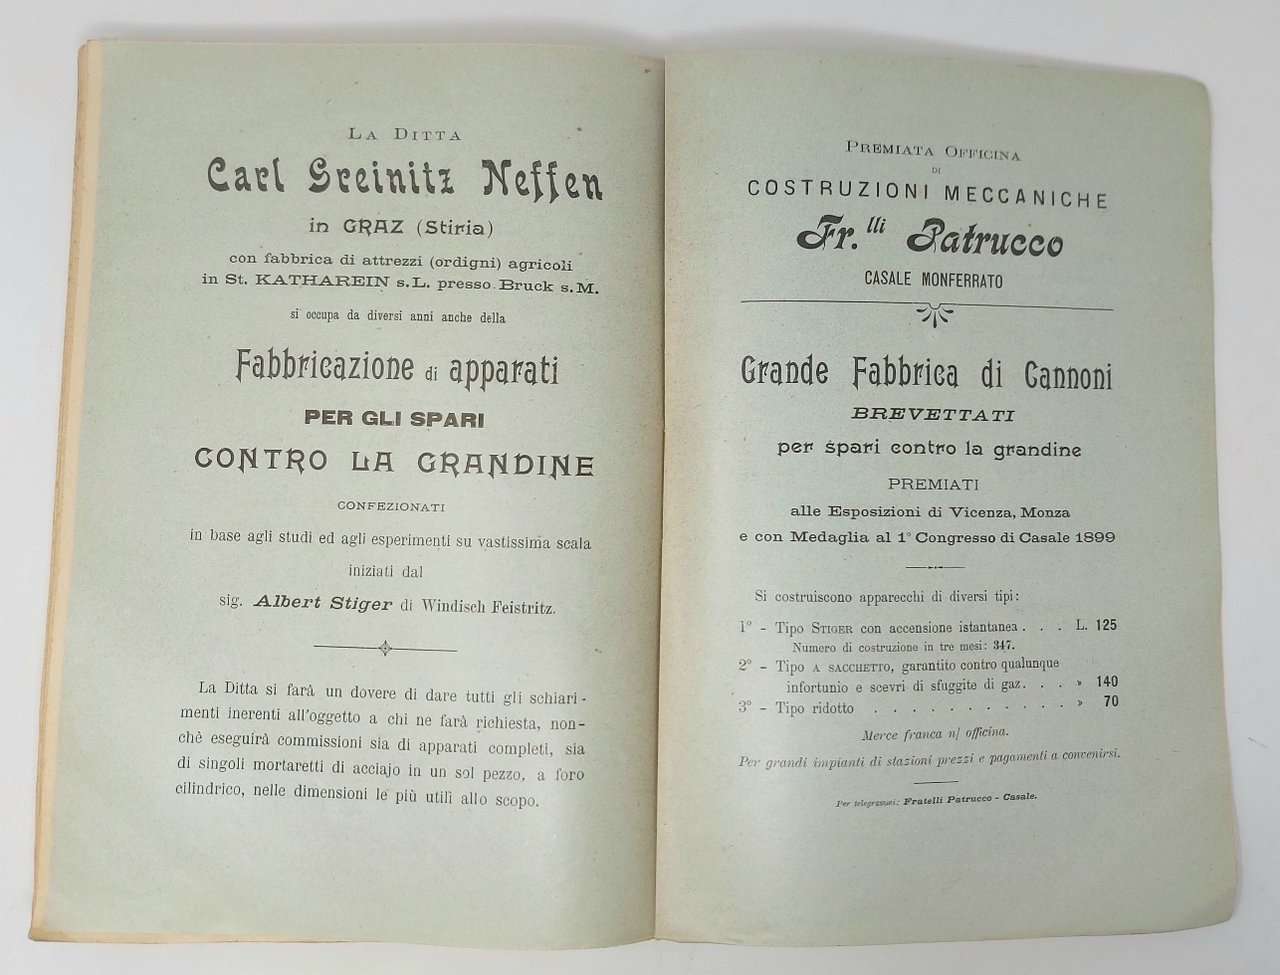 LA DITTA
Carl Greinitz Neffen
in GRAZ (Stiria)
con fabbrica di attrezzi (ordigni) agricoli
in St. KATHAREIN s. L. presso Bruck s. M.
si occupa da diversi anni anche della
Fabbricazione di apparati
PER GLI SPARI
CONTRO LA GRANDINE
CONFEZIONATI
in base agli studi ed agli esperimenti su vastissima scala
iniziati dal
sig. Albert Stiger di Windisch Feistritz.
La Ditta si farà un dovere di dare tutti gli schiari-
menti inerenti all'oggetto a chi ne farà richiesta, non-
chè eseguirà commissioni sia di apparati completi, sia
di singoli mortaretti di acciajo in un sol pezzo, a foro
cilindrico, nelle dimensioni le più utili allo scopo.
PREMIATA OFFICINA
DI
COSTRUZIONI MECCANICHE
Fr.lli Patrucco
CASALE MONFERRATO
Grande Fabbrica di Cannoni
BREVETTATI
per spari contro la grandine
PREMIATI
alle Esposizioni di Vicenza, Monza
e con Medaglia al 1° Congresso di Casale 1899
Si costruiscono apparecchi di diversi tipi:
1° - Tipo STIGER con accensione istantanea . . . L. 125
Numero di costruzione in tre mesi: 347.
2° - Tipo A SACCHETTO, garantito contro qualunque
infortunio e scevri di sfuggite di gaz. . . . » 140
3° - Tipo ridotto . . . . . . . . . . . » 70
Merce franca n/ officina.
Per grandi impianti di stazioni prezzi e pagamenti a convenirsi.
Per telegrammi: Fratelli Patrucco - Casale.